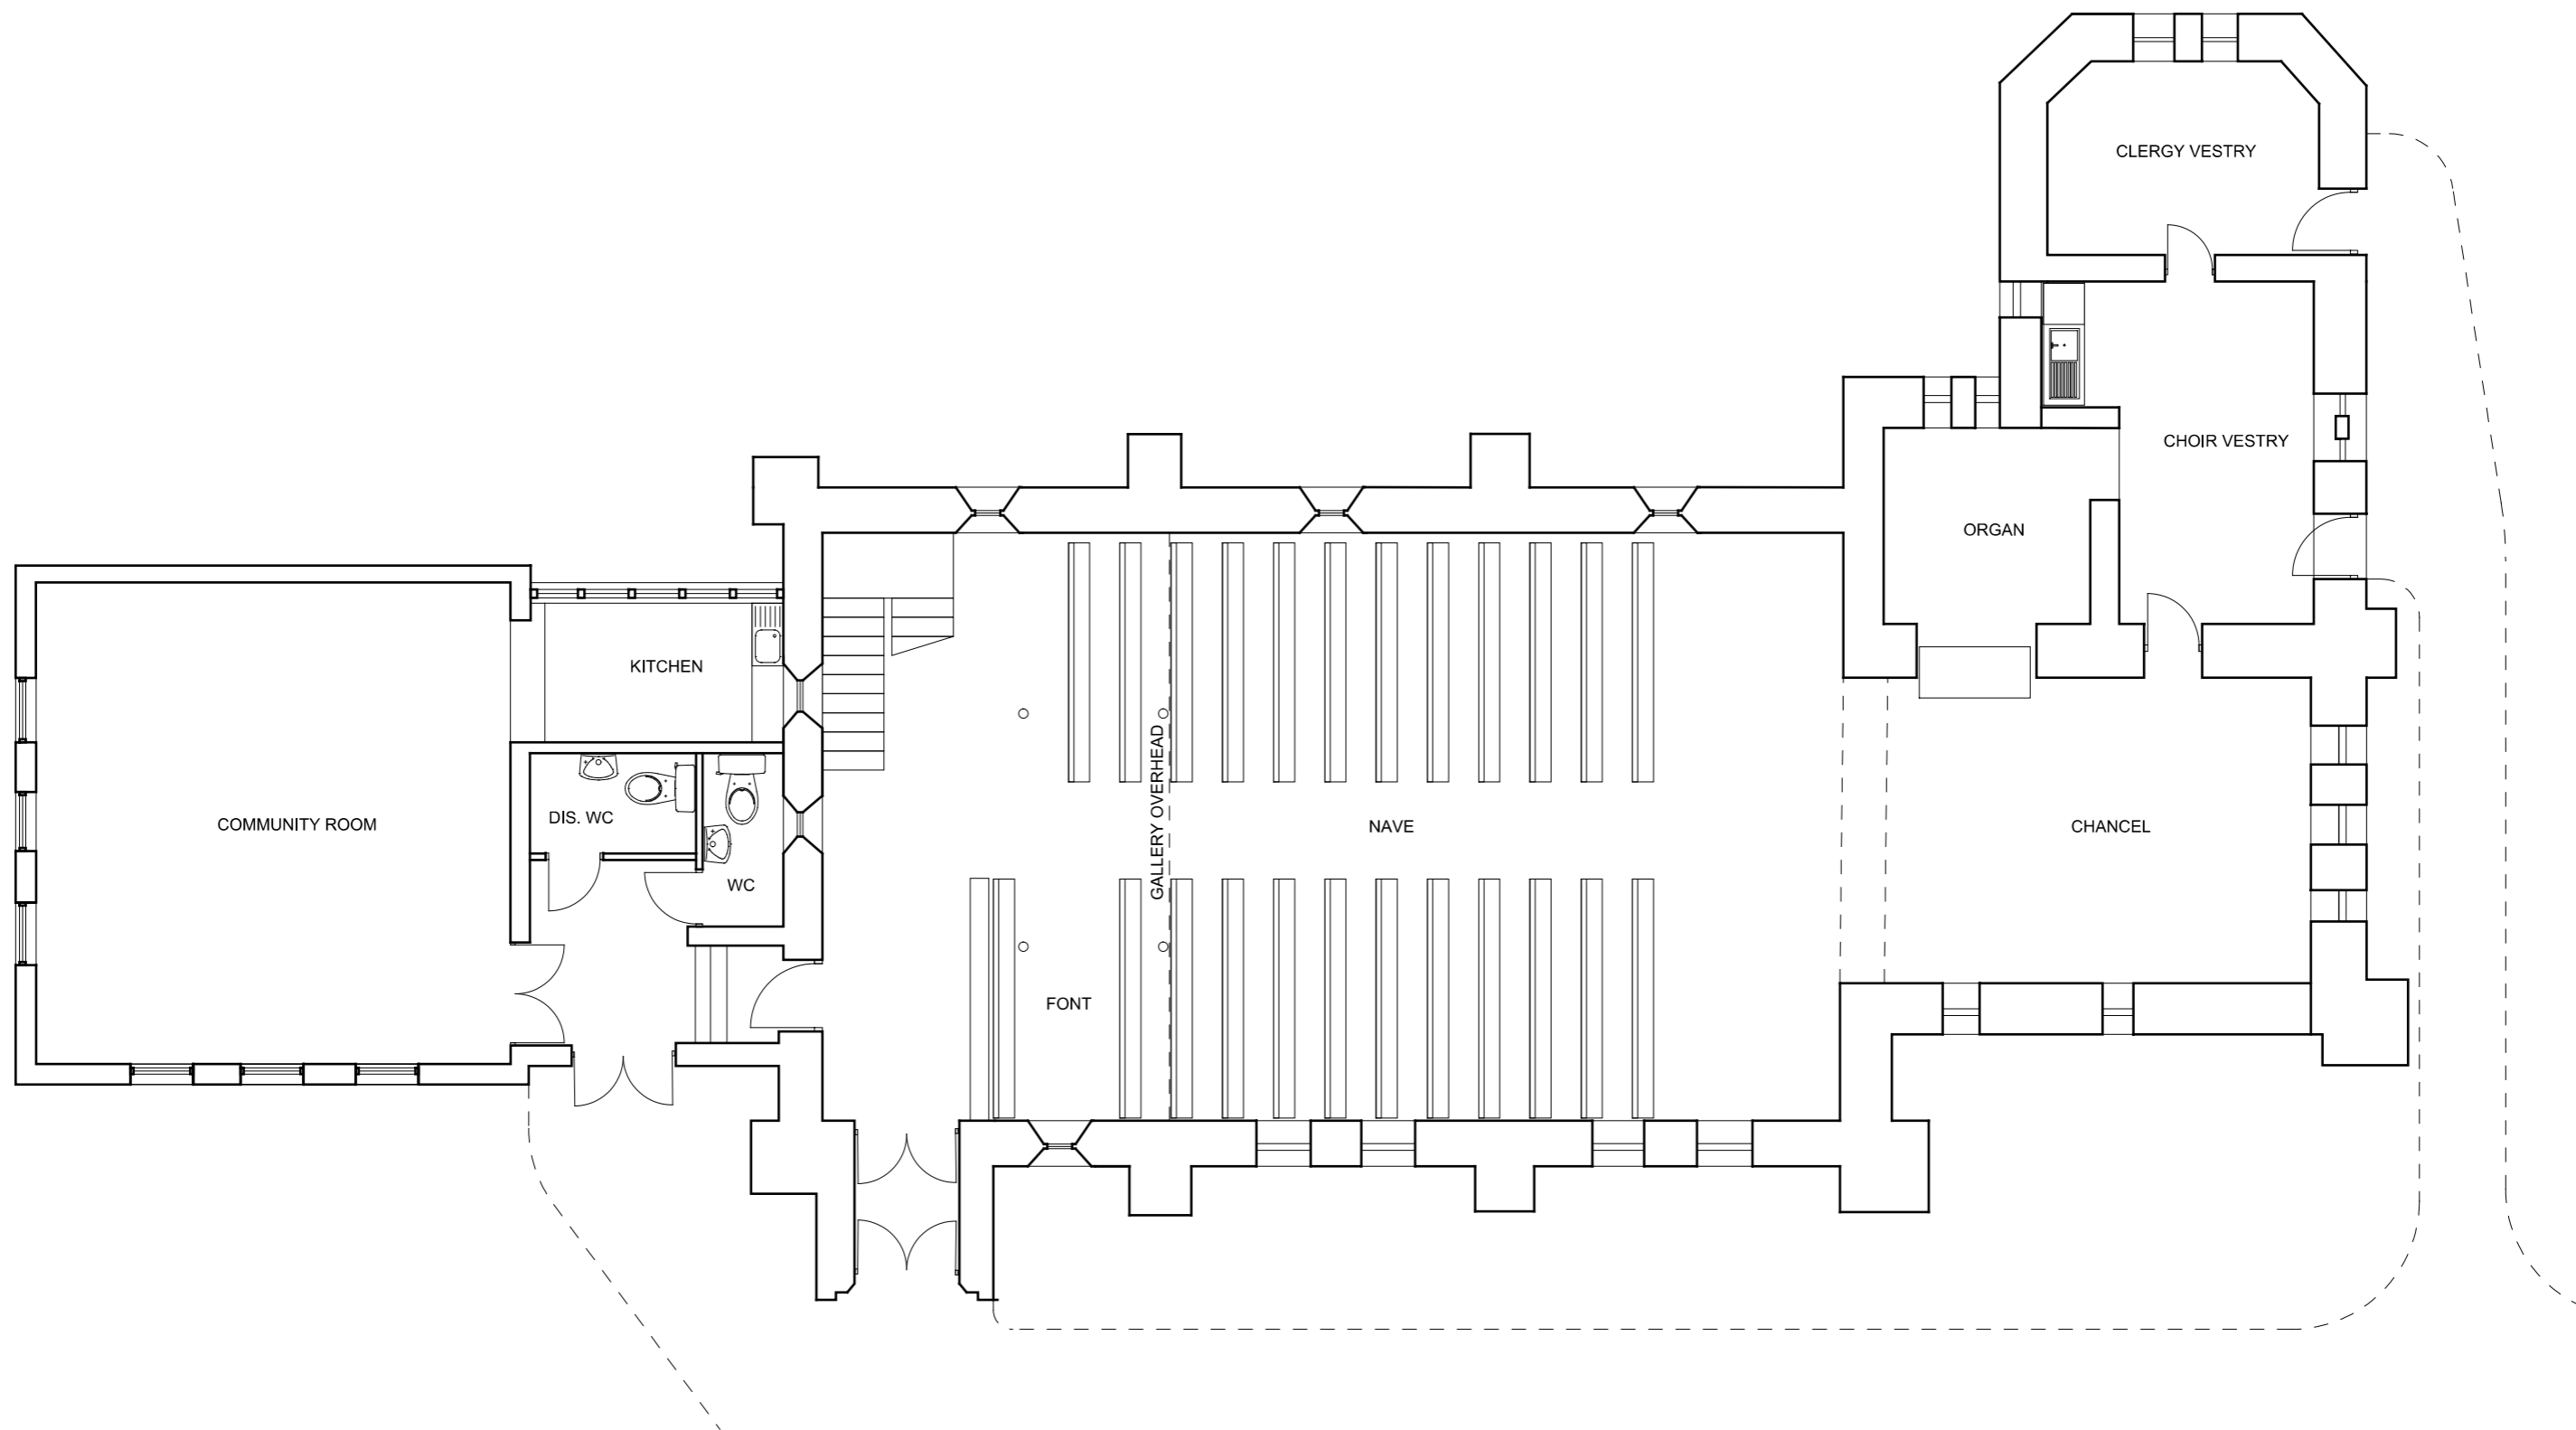 CLERGY VESTRY
CHOIR VESTRY
ORGAN
KITCHEN
DIS. WC
COMMUNITY ROOM
GALLERY OVERHEAD
NAVE
CHANCEL
WC
FONT